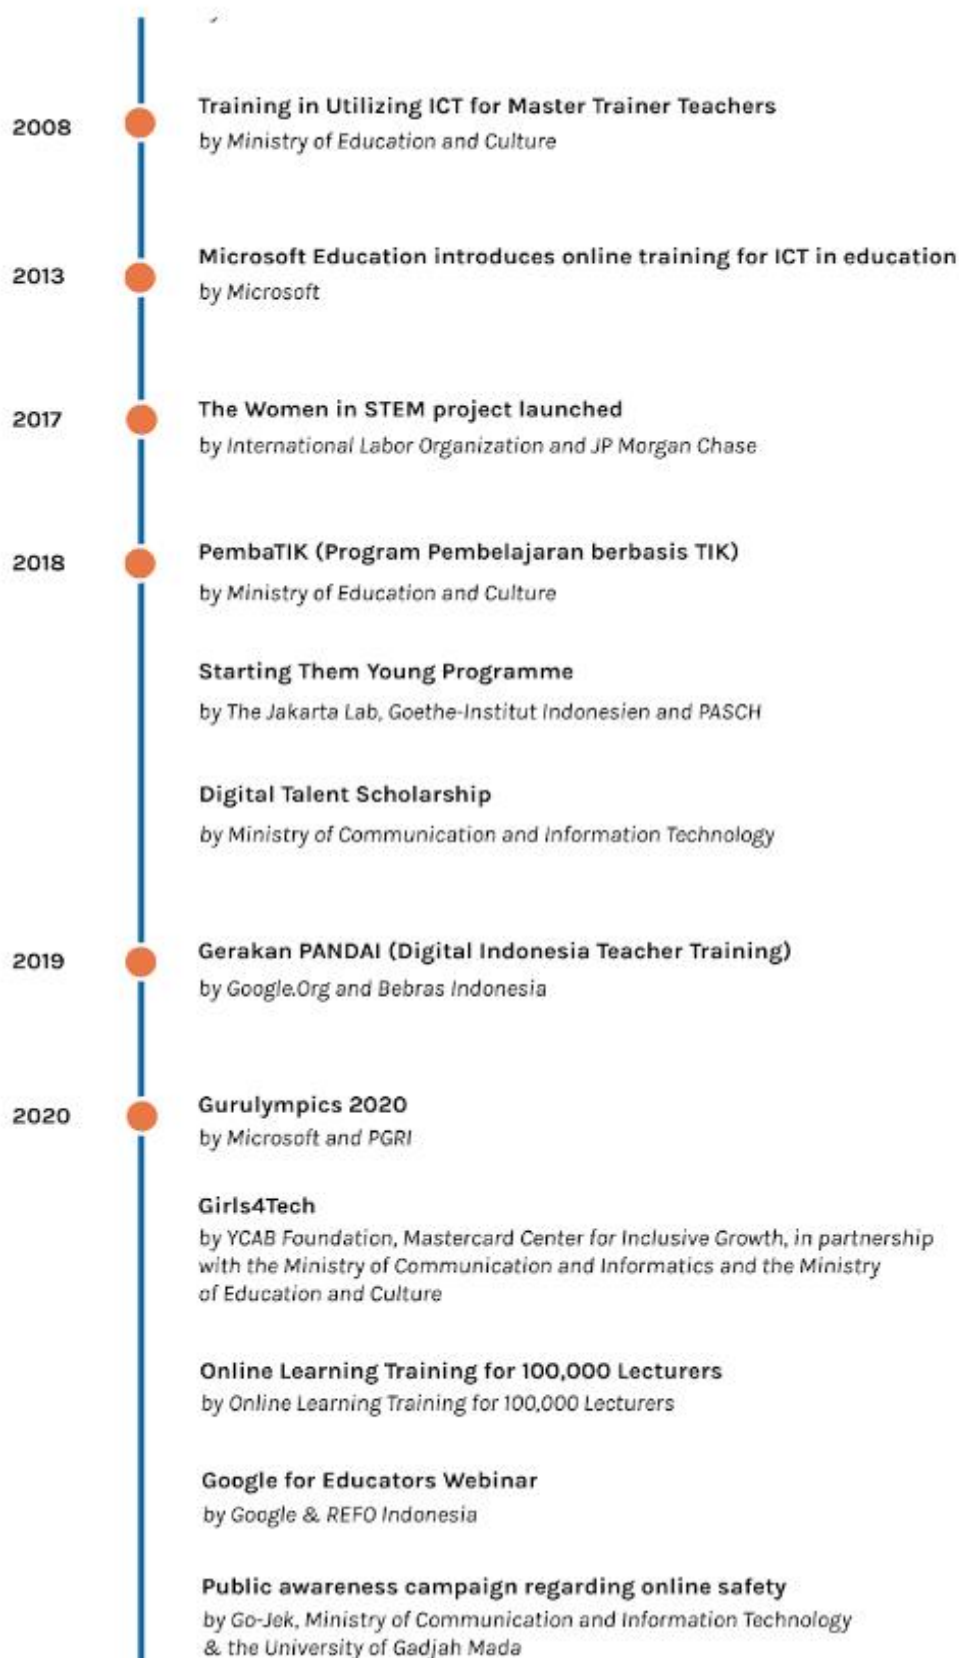 2008
Training in Utilizing ICT for Master Trainer Teachers
by Ministry of Education and Culture
2013
Microsoft Education introduces online training for ICT in education
by Microsoft
2017
The Women in STEM project launched
by International Labor Organization and JP Morgan Chase
2018
PembaTIK (Program Pembelajaran berbasis TIK)
by Ministry of Education and Culture
Starting Them Young Programme
by The Jakarta Lab, Goethe-Institut Indonesien and PASCH
Digital Talent Scholarship
by Ministry of Communication and Information Technology
2019
Gerakan PANDAI (Digital Indonesia Teacher Training)
by Google.Org and Bebras Indonesia
2020
Gurulympics 2020
by Microsoft and PGRI
Girls4Tech
by YCAB Foundation, Mastercard Center for Inclusive Growth, in partnership
with the Ministry of Communication and Informatics and the Ministry
of Education and Culture
Online Learning Training for 100,000 Lecturers
by Online Learning Training for 100,000 Lecturers
Google for Educators Webinar
by Google & REFO Indonesia
Public awareness campaign regarding online safety
by Go-Jek, Ministry of Communication and Information Technology
& the University of Gadjah Mada